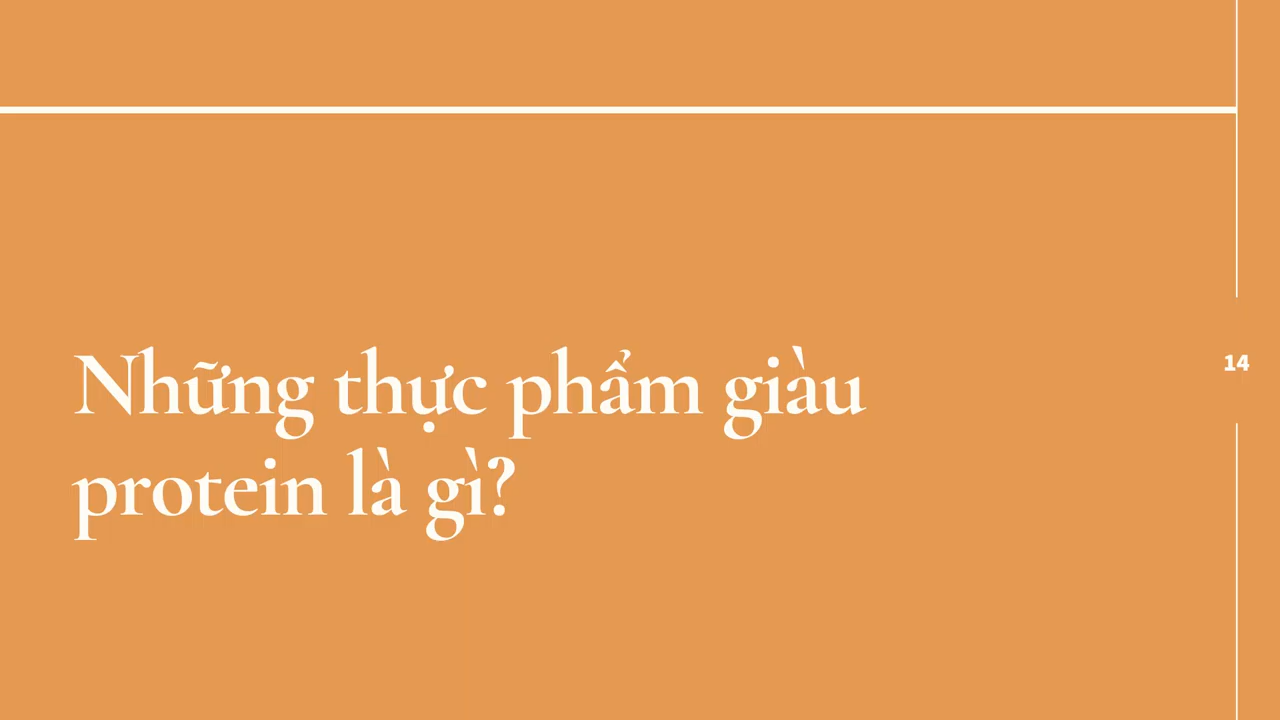 Những thực phẩm giàu
protein là gì?
14